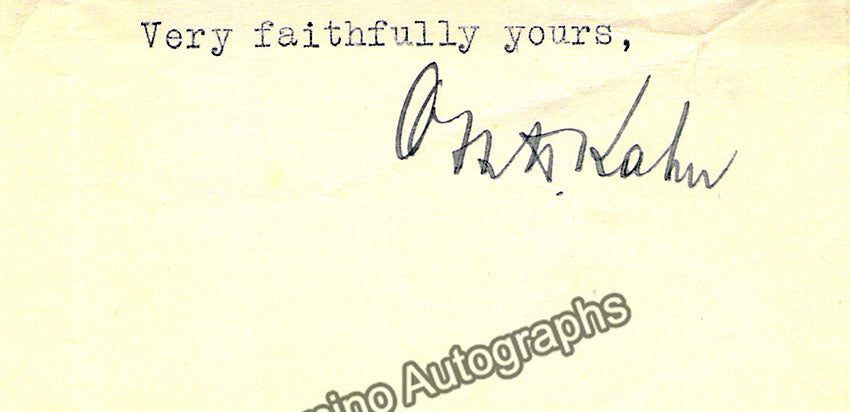 Very faithfully yours,
Otto H. Kahn
Autographs